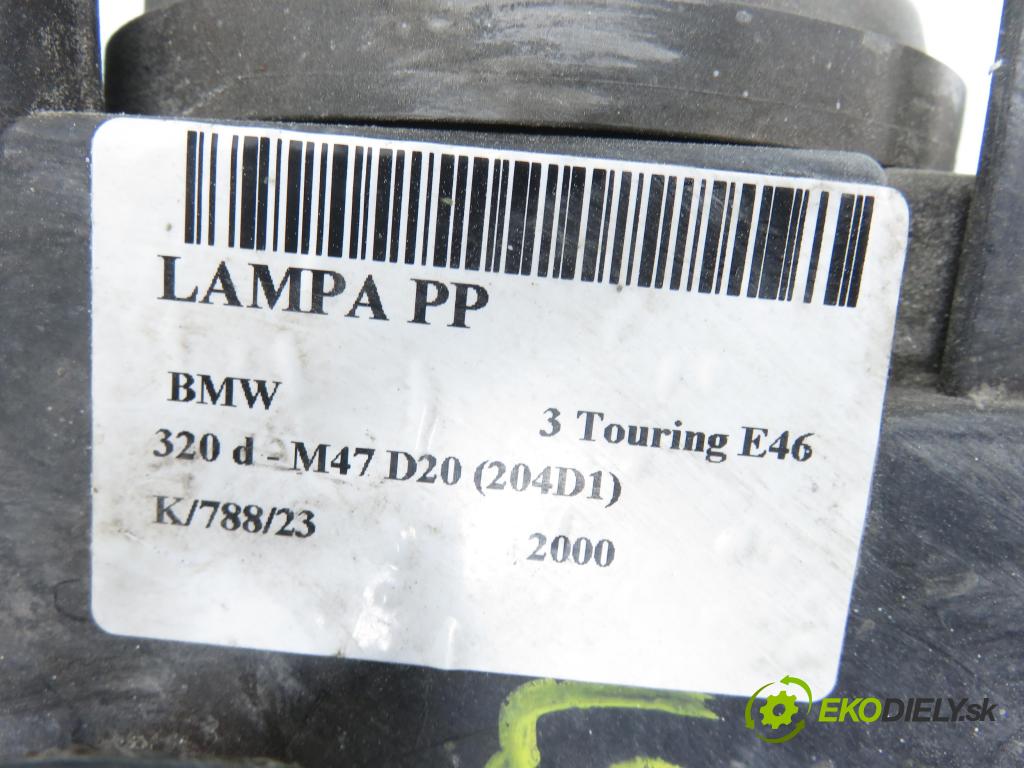 LAMPA PP
BMW
3 Touring E46
320 d - M47 D20 (204D1)
K/788/23
2000
EKODIELY.sk